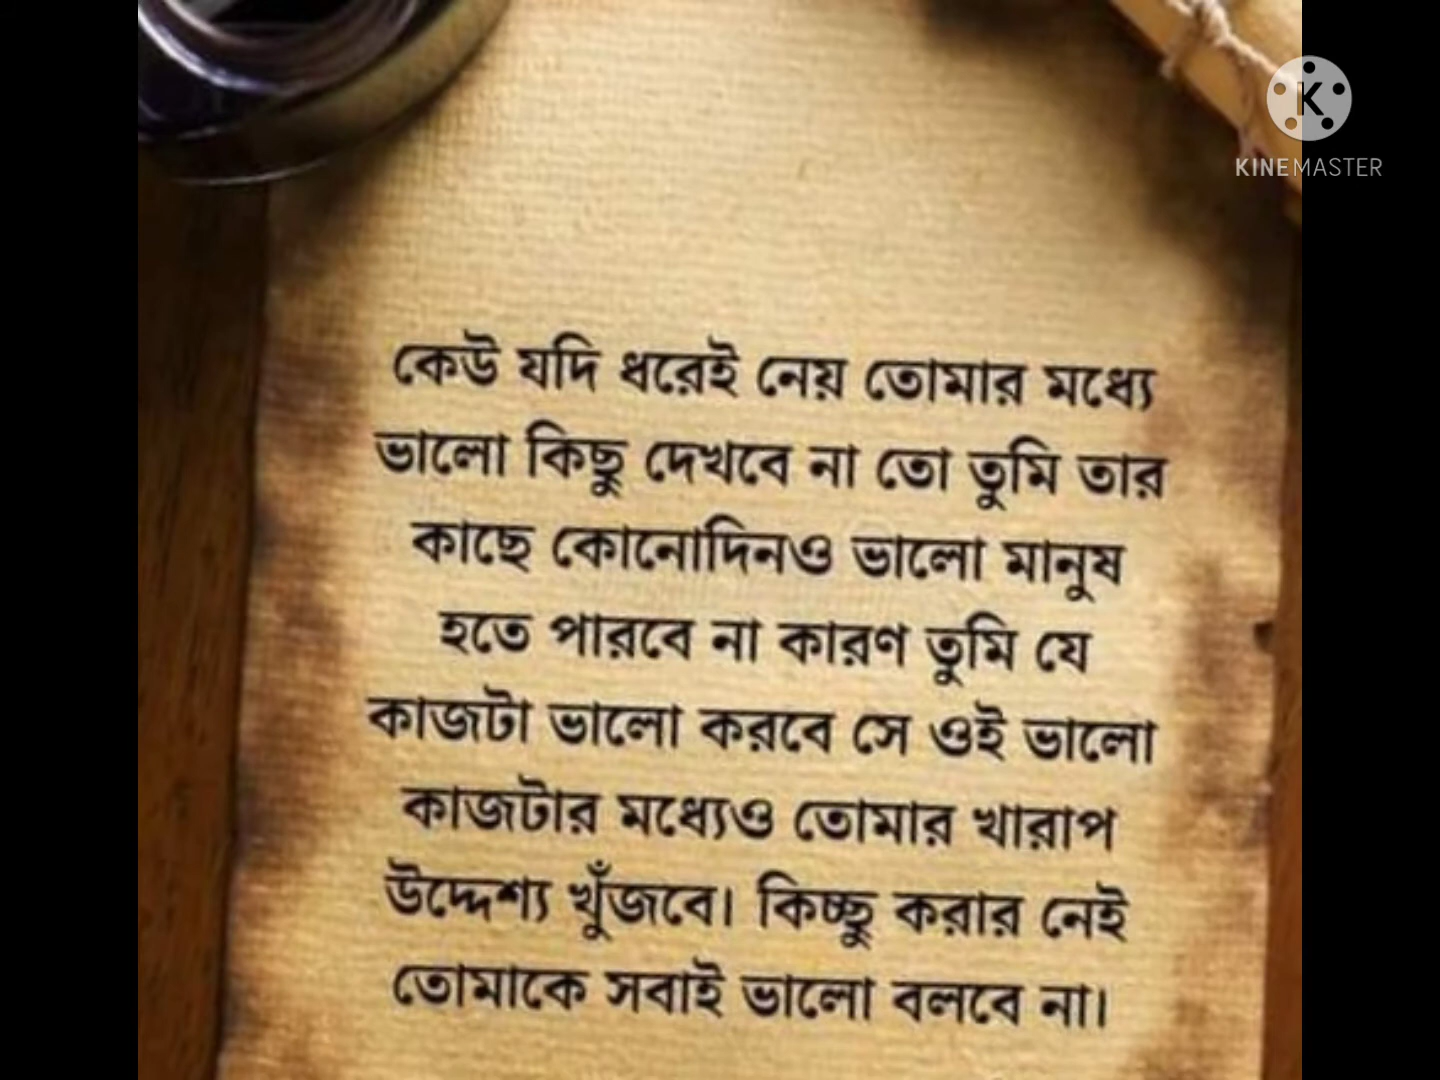 KINEMASTER
কেউ যদি ধরেই নেয় তোমার মধ্যে
ভালো কিছু দেখবে না তো তুমি তার
কাছে কোনোদিনও ভালো মানুষ
হতে পারবে না কারণ তুমি যে
কাজটা ভালো করবে সে ওই ভালো
কাজটার মধ্যেও তোমার খারাপ
উদ্দেশ্য খুঁজবে। কিচ্ছু করার নেই
তোমাকে সবাই ভালো বলবে না।